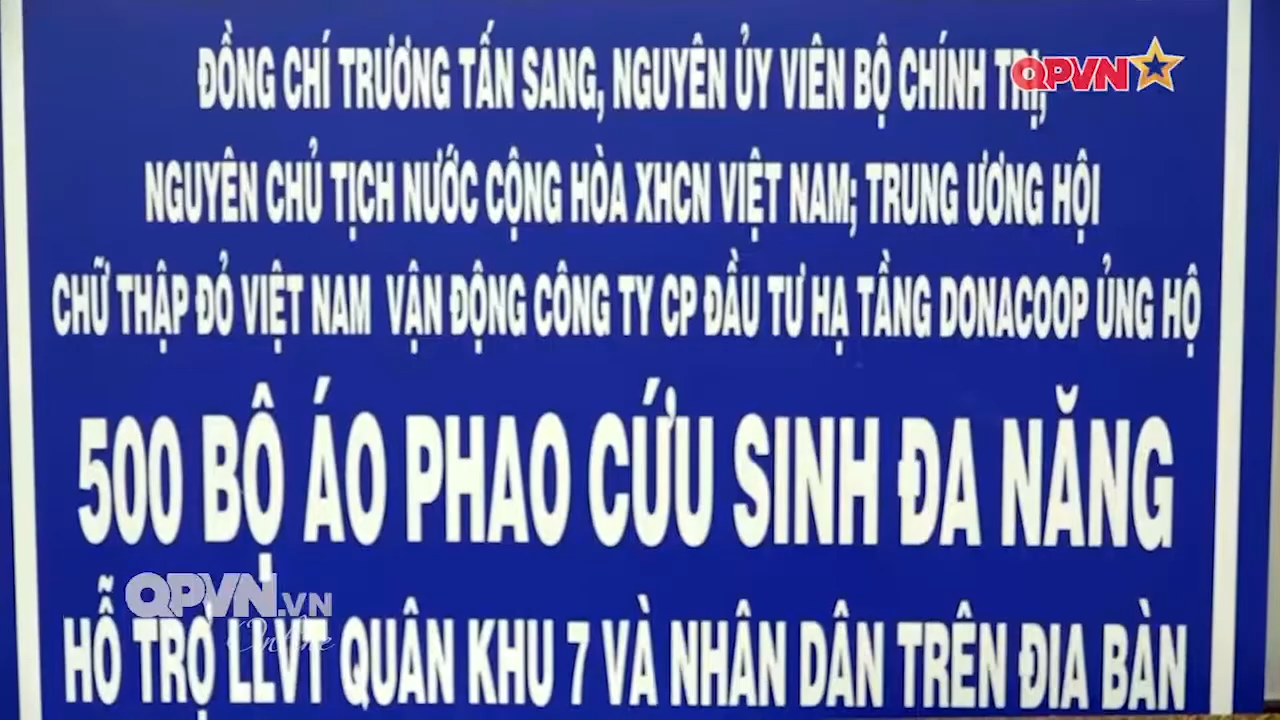 ĐỒNG CHÍ TRƯƠNG TẤN SANG, NGUYÊN ỦY VIÊN BỘ CHÍNH TRỊ,
QPVN
NGUYÊN CHỦ TỊCH NƯỚC CỘNG HÒA XHCN VIỆT NAM; TRUNG ƯƠNG HỘI
CHỮ THẬP ĐỎ VIỆT NAM VẬN ĐỘNG CÔNG TY CP ĐẦU TƯ HẠ TẦNG DONACOOP ỦNG HỘ
500 BỘ ÁO PHAO CỨU SINH ĐA NĂNG
QPVN.VN
Online
HỖ TRỢ LLVT QUÂN KHU 7 VÀ NHÂN DÂN TRÊN ĐỊA BÀN